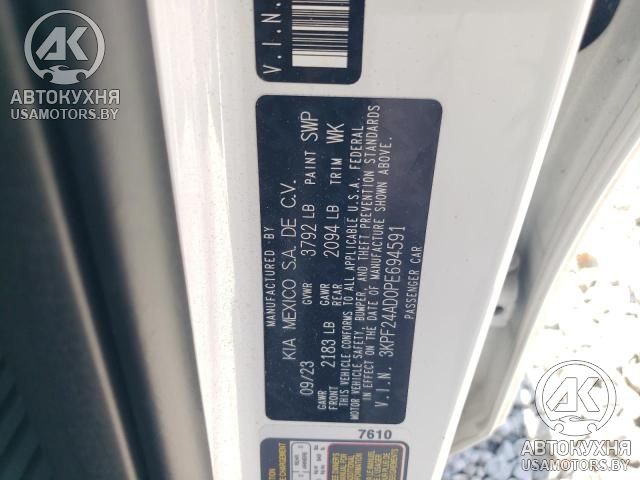 AK
АВТОКУХНЯ
USAMOTORS.BY
V.I.N.
MANUFACTURED BY
KIA MEXICO S.A. DE C.V.
09/23 GVWR 3792 LB PAINT SWP
GAWR FRONT 2183 LB GAWR REAR 2094 LB TRIM WK
THIS VEHICLE CONFORMS TO ALL APPLICABLE U.S.A. FEDERAL
MOTOR VEHICLE SAFETY, BUMPER, AND THEFT PREVENTION STANDARDS
IN EFFECT ON THE DATE OF MANUFACTURE SHOWN ABOVE.
V.I.N. 3KPF24AD0PE694591
PASSENGER CAR
7610
AK
АВТОКУХНЯ
USAMOTORS.BY